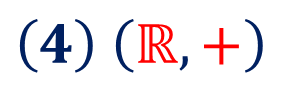 (4) (ℝ, +)